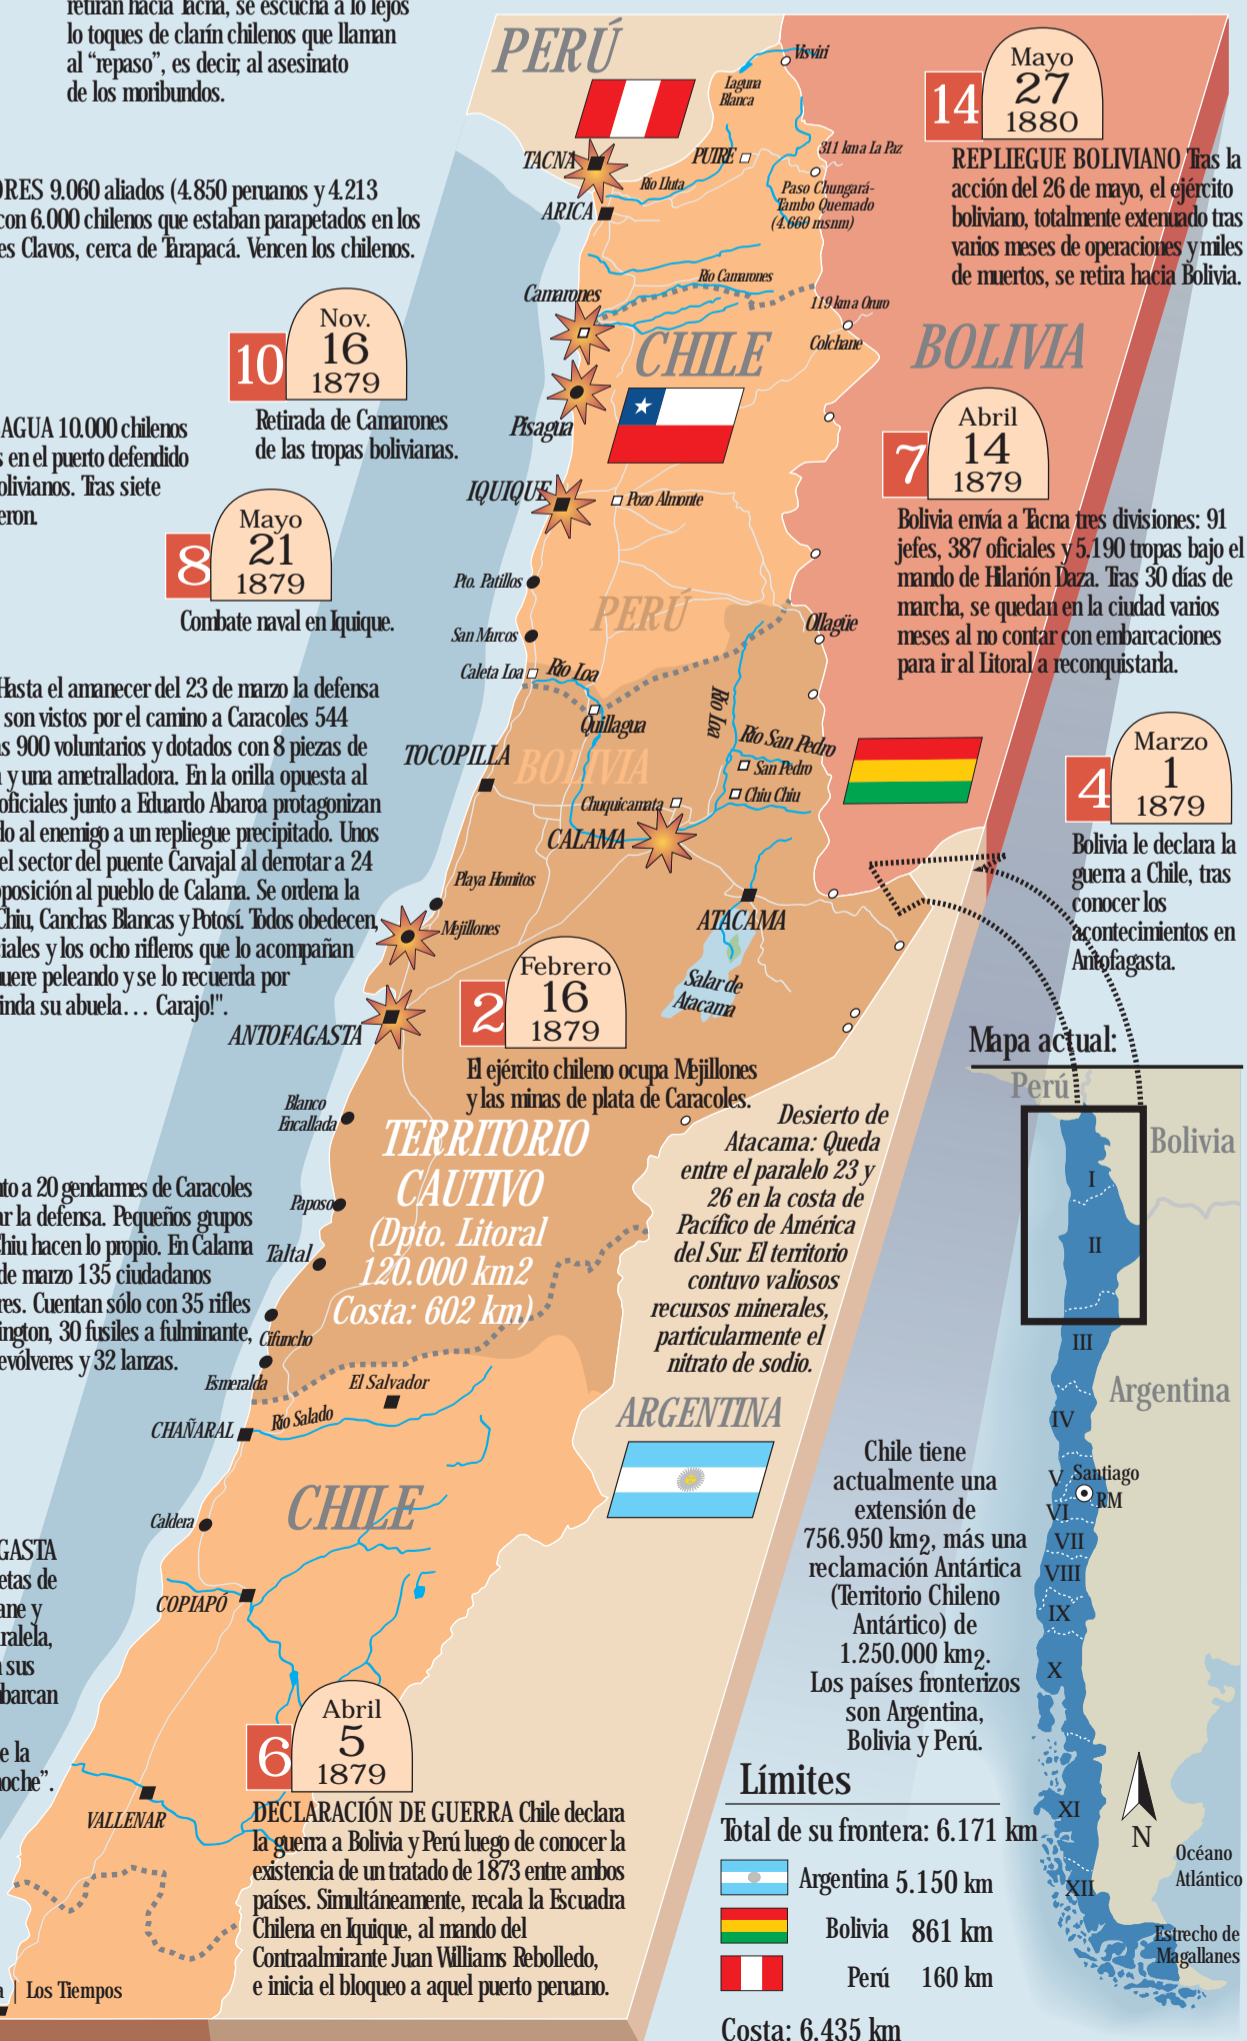 retiran hacia Tacna, se escucha a lo lejos
lo toques de clarín chilenos que llaman
al “repaso”, es decir, al asesinato
de los moribundos.
ORES 9.060 aliados (4.850 peruanos y 4.213
con 6.000 chilenos que estaban parapetados en los
es Clavos, cerca de Tarapacá. Vencen los chilenos.
10
Nov.
16
1879
Retirada de Camarones
de las tropas bolivianas.
AGUA 10.000 chilenos
s en el puerto defendido
olivianos. Tras siete
eron.
8
Mayo
21
1879
Combate naval en Iquique.
Hasta el amanecer del 23 de marzo la defensa
son vistos por el camino a Caracoles 544
as 900 voluntarios y dotados con 8 piezas de
y una ametralladora. En la orilla opuesta al
oficiales junto a Eduardo Abaroa protagonizan
do al enemigo a un repliegue precipitado. Unos
el sector del puente Carvajal al derrotar a 24
oposición al pueblo de Calama. Se ordena la
Chiu, Canchas Blancas y Potosí. Todos obedecen,
ciales y los ocho rifleros que lo acompañan
uere peleando y se lo recuerda por
inda su abuela… Carajo!".
nto a 20 gendarmes de Caracoles
ar la defensa. Pequeños grupos
Chiu hacen lo propio. En Calama
de marzo 135 ciudadanos
res. Cuentan sólo con 35 rifles
ington, 30 fusiles a fulminante,
evólveres y 32 lanzas.
GASTA
etas de
ane y
ralela,
n sus
mbarcan
e la
noche”.
a | Los Tiempos
PERÚ
Visviri
Laguna
Blanca
TACNA
PUTRE
311 km a La Paz
Río Lluta
Paso Chungará-
Tambo Quemado
(4.660 msnm)
ARICA
Río Camarones
Camarones
119 km a Oruro
CHILE
Colchane
BOLIVIA
Pisagua
IQUIQUE
Pozo Almonte
Pto. Patillos
PERÚ
San Marcos
Ollagüe
Caleta Loa
Río Loa
Río Loa
Quillagua
Río San Pedro
TOCOPILLA
BOLIVIA
San Pedro
Chuquicamata
Chiu Chiu
CALAMA
Playa Hornitos
Mejillones
ATACAMA
Salar de
Atacama
ANTOFAGASTA
2
Febrero
16
1879
El ejército chileno ocupa Mejillones
y las minas de plata de Caracoles.
Blanco
Encallada
TERRITORIO
CAUTIVO
(Dpto. Litoral
120.000 km2
Costa: 602 km)
Paposo
Taltal
Cifuncho
Esmeralda
El Salvador
CHAÑARAL
Río Salado
CHILE
Caldera
COPIAPÓ
VALLENAR
Desierto de
Atacama: Queda
entre el paralelo 23 y
26 en la costa de
Pacífico de América
del Sur. El territorio
contuvo valiosos
recursos minerales,
particularmente el
nitrato de sodio.
ARGENTINA
6
Abril
5
1879
DECLARACIÓN DE GUERRA Chile declara
la guerra a Bolivia y Perú luego de conocer la
existencia de un tratado de 1873 entre ambos
países. Simultáneamente, recala la Escuadra
Chilena en Iquique, al mando del
Contraalmirante Juan Williams Rebolledo,
e inicia el bloqueo a aquel puerto peruano.
14
Mayo
27
1880
REPLIEGUE BOLIVIANO Tras la
acción del 26 de mayo, el ejército
boliviano, totalmente extenuado tras
varios meses de operaciones y miles
de muertos, se retira hacia Bolivia.
7
Abril
14
1879
Bolivia envía a Tacna tres divisiones: 91
jefes, 387 oficiales y 5.190 tropas bajo el
mando de Hilarión Daza. Tras 30 días de
marcha, se quedan en la ciudad varios
meses al no contar con embarcaciones
para ir al Litoral a reconquistarla.
4
Marzo
1
1879
Bolivia le declara la
guerra a Chile, tras
conocer los
acontecimientos en
Antofagasta.
Mapa actual:
Perú
Bolivia
I
II
III
Argentina
IV
V
Santiago
RM
VI
VII
VIII
IX
X
XI
N
XII
Océano
Atlántico
Estrecho de
Magallanes
Chile tiene
actualmente una
extensión de
756.950 km2, más una
reclamación Antártica
(Territorio Chileno
Antártico) de
1.250.000 km2.
Los países fronterizos
son Argentina,
Bolivia y Perú.
Límites
Total de su frontera: 6.171 km
Argentina 5.150 km
Bolivia 861 km
Perú 160 km
Costa: 6.435 km